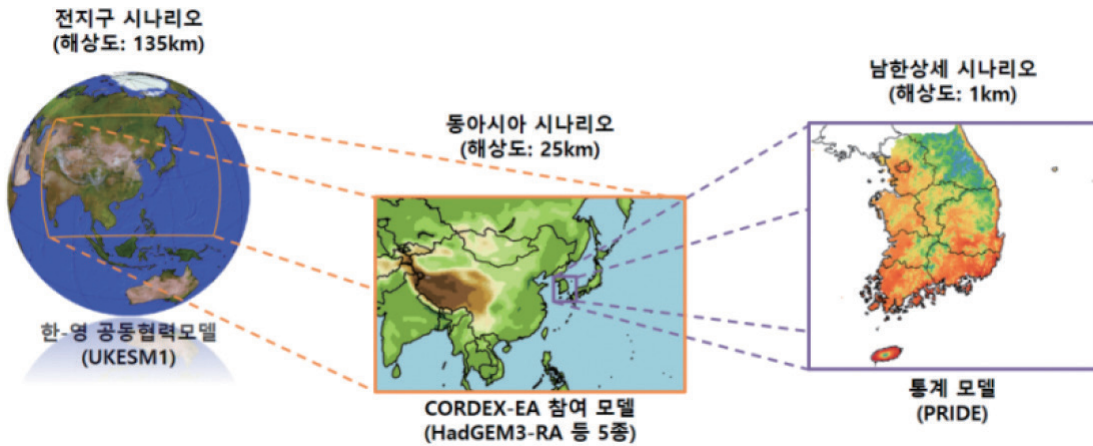 전지구 시나리오
(해상도: 135km)
한-영 공동협력모델
(UKESM1)
동아시아 시나리오
(해상도: 25km)
CORDEX-EA 참여 모델
(HadGEM3-RA 등 5종)
남한상세 시나리오
(해상도: 1km)
통계 모델
(PRIDE)